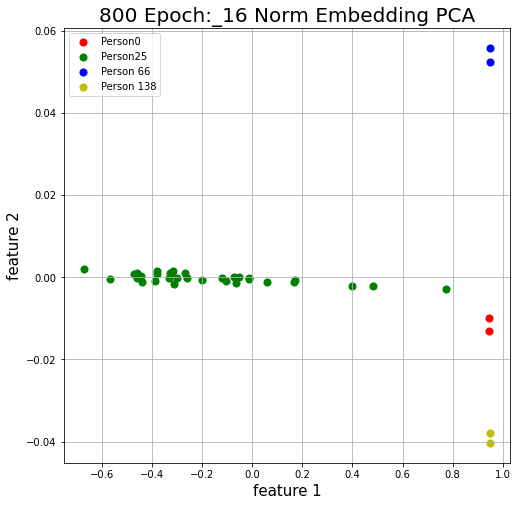 800 Epoch:_16 Norm Embedding PCA
Person0
Person25
Person 66
Person 138
0.06
0.04
0.02
0.00
−0.02
−0.04
feature 2
−0.6
−0.4
−0.2
0.0
0.2
0.4
0.6
0.8
1.0
feature 1